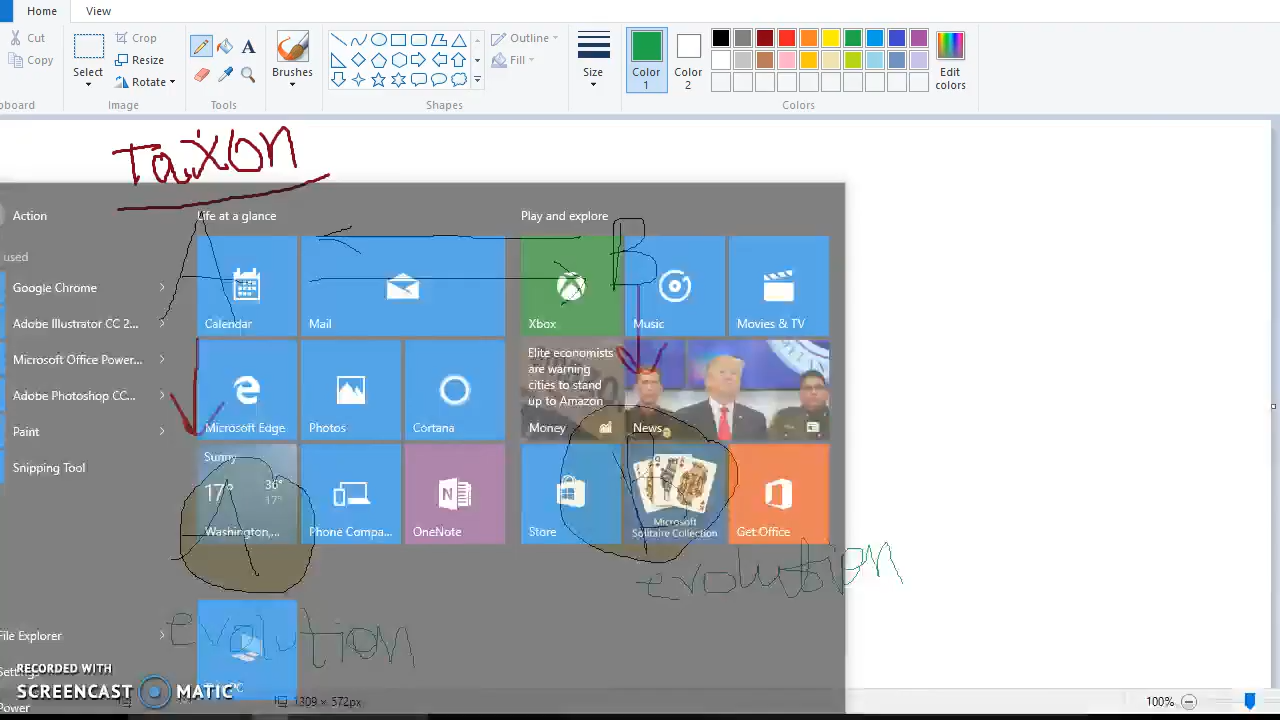 Home View
Cut
Copy
oboard
Select
Crop
Resize
Rotate
Image
A
Tools
Brushes
Outline
Fill
Shapes
Size
Color 1
Color 2
Edit colors
Colors
Taxon
Action
used
Google Chrome
Adobe Illustrator CC 2...
Microsoft Office Power...
Adobe Photoshop CC...
Paint
Snipping Tool
File Explorer
Settings
Power
Life at a glance
Calendar
Mail
Microsoft Edge
Photos
Cortana
Sunny
17°
36°
17°
Washington,...
Phone Compa...
OneNote
Play and explore
Xbox
Music
Movies & TV
Elite economists
are warning
cities to stand
up to Amazon
Money
News
Store
Microsoft
Solitaire Collection
Get Office
A
B
A
B
evolution
evolution
RECORDED WITH
SCREENCAST MATIC
1309 × 572px
100%